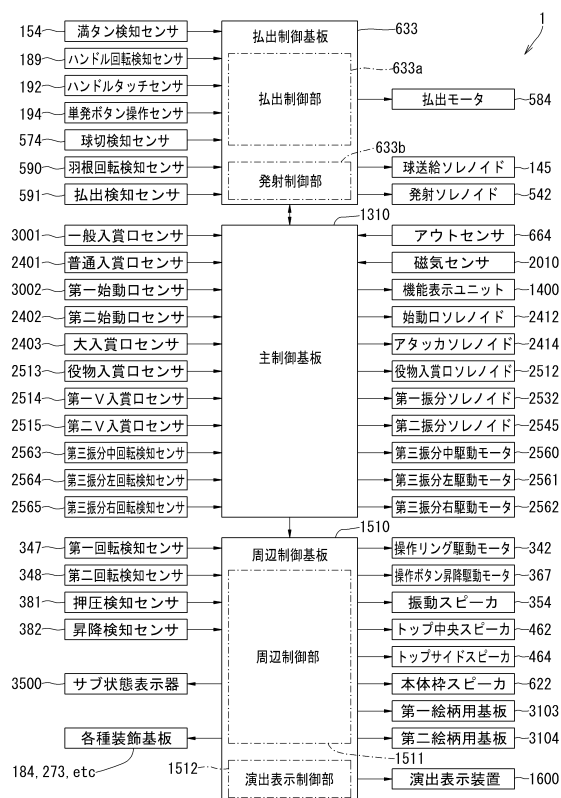 1
154 満タン検知センサ
189 ハンドル回転検知センサ
192 ハンドルタッチセンサ
194 単発ボタン操作センサ
574 球切検知センサ
590 羽根回転検知センサ
591 払出検知センサ
払出制御基板 633
633a
払出制御部
633b
発射制御部
払出モータ 584
球送給ソレノイド 145
発射ソレノイド 542
1310
3001 一般入賞口センサ
2401 普通入賞口センサ
3002 第一始動口センサ
2402 第二始動口センサ
2403 大入賞口センサ
2513 役物入賞口センサ
2514 第一V入賞口センサ
2515 第二V入賞口センサ
2563 第三振分中回転検知センサ
2564 第三振分左回転検知センサ
2565 第三振分右回転検知センサ
主制御基板
アウトセンサ 664
磁気センサ 2010
機能表示ユニット 1400
始動口ソレノイド 2412
アタッカソレノイド 2414
役物入賞口ソレノイド 2512
第一振分ソレノイド 2532
第二振分ソレノイド 2545
第三振分中駆動モータ 2560
第三振分左駆動モータ 2561
第三振分右駆動モータ 2562
1510
347 第一回転検知センサ
348 第二回転検知センサ
381 押圧検知センサ
382 昇降検知センサ
3500 サブ状態表示器
各種装飾基板
184, 273, etc
周辺制御基板
周辺制御部
1511
1512
演出表示制御部
操作リング駆動モータ 342
操作ボタン昇降駆動モータ 367
振動スピーカ 354
トップ中央スピーカ 462
トップサイドスピーカ 464
本体枠スピーカ 622
第一絵柄用基板 3103
第二絵柄用基板 3104
演出表示装置 1600